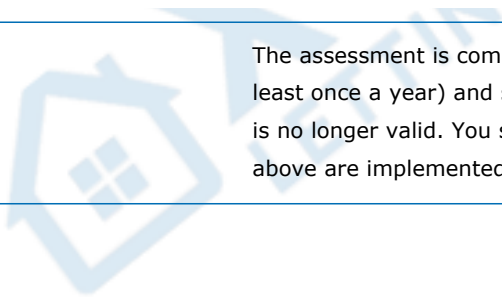 The assessment is com
least once a year) and
is no longer valid. You
above are implemented